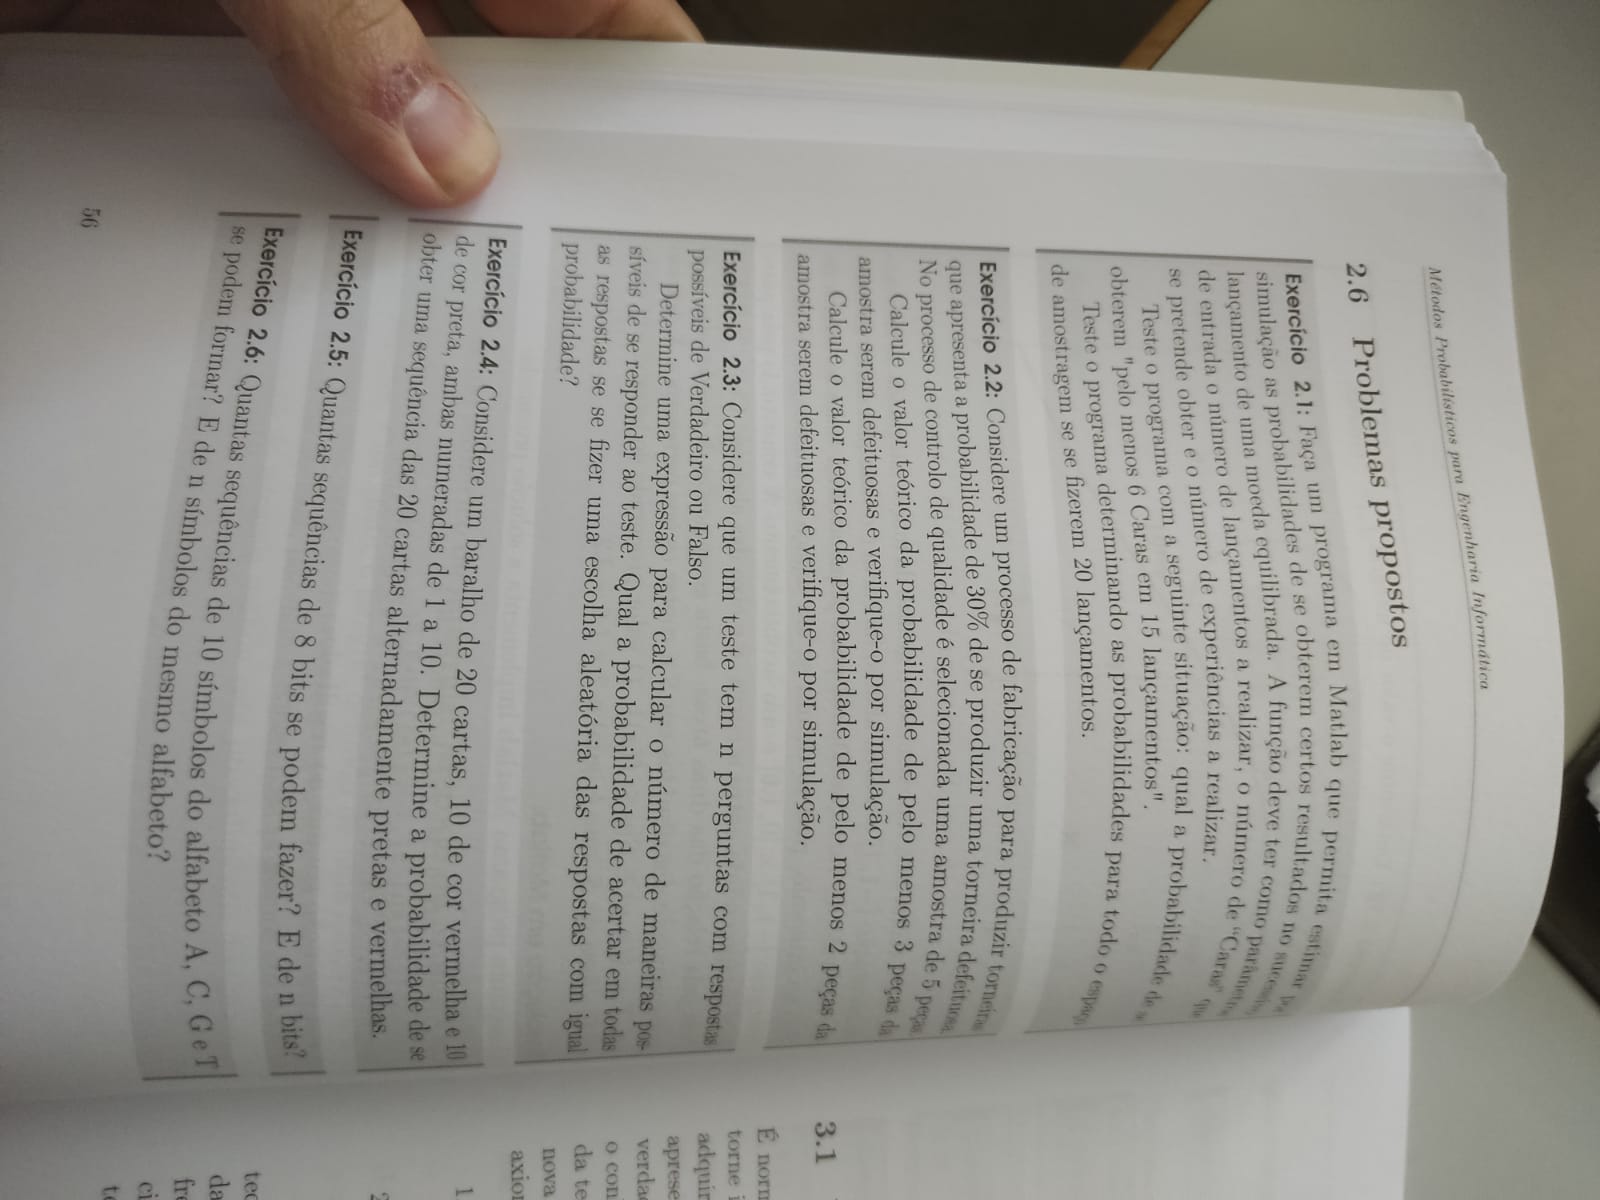 Métodos Probabilísticos para Engenharia Informática
2.6 Problemas propostos
Exercício 2.1: Faça um programa em Matlab que permita estimar por
simulação as probabilidades de se obterem certos resultados no sucessivo
lançamento de uma moeda equilibrada. A função deve ter como parâmetros
de entrada o número de lançamentos a realizar, o número de “Caras” que
se pretende obter e o número de experiências a realizar.
Teste o programa com a seguinte situação: qual a probabilidade de se
obterem "pelo menos 6 Caras em 15 lançamentos".
Teste o programa determinando as probabilidades para todo o espaço
de amostragem se se fizerem 20 lançamentos.
Exercício 2.2: Considere um processo de fabricação para produzir torneiras
que apresenta a probabilidade de 30% de se produzir uma torneira defeituosa.
No processo de controlo de qualidade é selecionada uma amostra de 5 peças.
Calcule o valor teórico da probabilidade de pelo menos 3 peças da
amostra serem defeituosas e verifique-o por simulação.
Calcule o valor teórico da probabilidade de pelo menos 2 peças da
amostra serem defeituosas e verifique-o por simulação.
Exercício 2.3: Considere que um teste tem n perguntas com respostas
possíveis de Verdadeiro ou Falso.
Determine uma expressão para calcular o número de maneiras pos-
síveis de se responder ao teste. Qual a probabilidade de acertar em todas
as respostas se se fizer uma escolha aleatória das respostas com igual
probabilidade?
Exercício 2.4: Considere um baralho de 20 cartas, 10 de cor vermelha e 10
de cor preta, ambas numeradas de 1 a 10. Determine a probabilidade de se
obter uma sequência das 20 cartas alternadamente pretas e vermelhas.
Exercício 2.5: Quantas sequências de 8 bits se podem fazer? E de n bits?
Exercício 2.6: Quantas sequências de 10 símbolos do alfabeto A, C, G e T
se podem formar? E de n símbolos do mesmo alfabeto?
56
3.1
É norm
torne i
adquir
aprese
verdad
o con
da te
nova
axior
1
2
tec
da
fre
ci
te